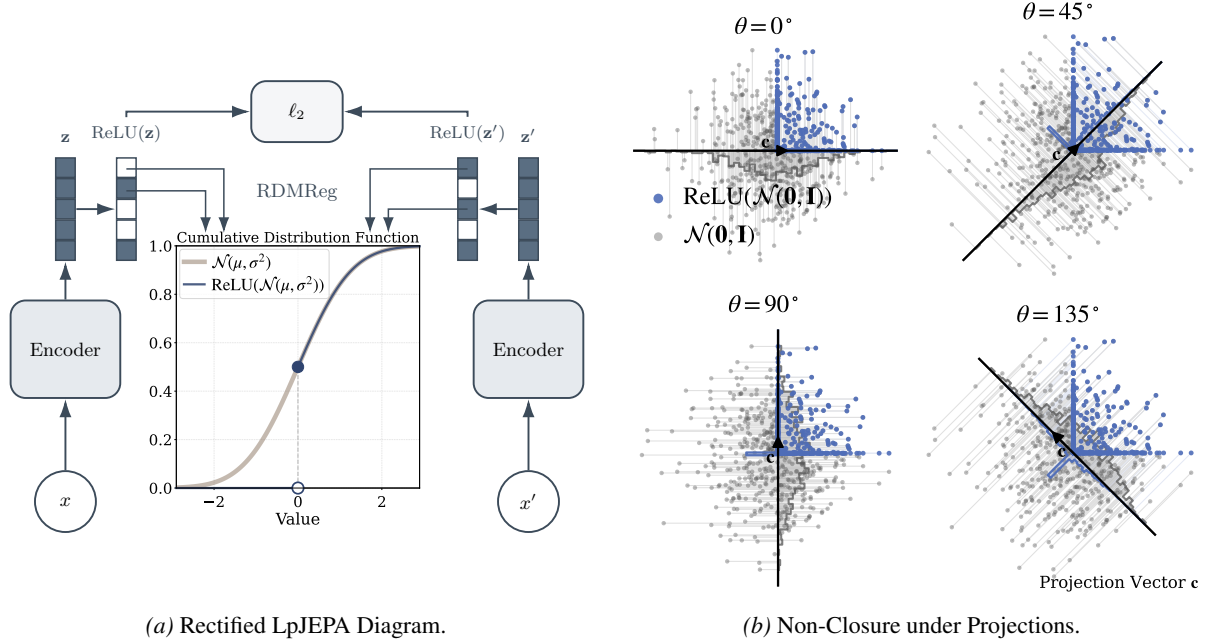 ℓ₂
z
ReLU(z)
ReLU(z′)
z′
RDMReg
Cumulative Distribution Function
1.0
0.8
0.6
0.4
0.2
0.0
𝒩(μ, σ²)
ReLU(𝒩(μ, σ²))
−2
0
2
Value
Encoder
Encoder
x
x′
(a) Rectified LpJEPA Diagram.
θ = 0°
c
ReLU(𝒩(0, I))
𝒩(0, I)
θ = 45°
c
θ = 90°
c
θ = 135°
c
Projection Vector c
(b) Non-Closure under Projections.